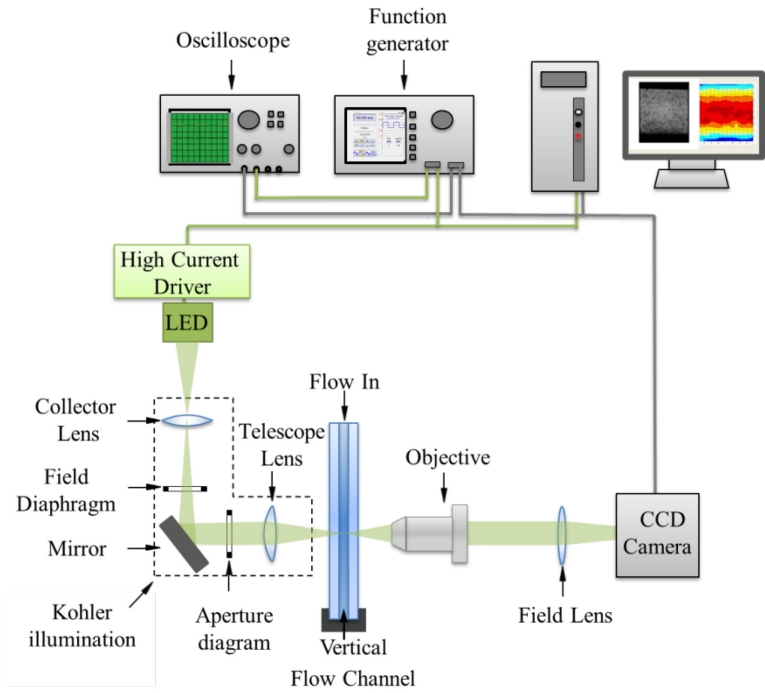 Function
generator
Oscilloscope
High Current
Driver
LED
Flow In
Collector
Lens
Telescope
Lens
Objective
Field
Diaphragm
CCD
Camera
Mirror
Kohler
illumination
Aperture
diagram
Vertical
Flow Channel
Field Lens